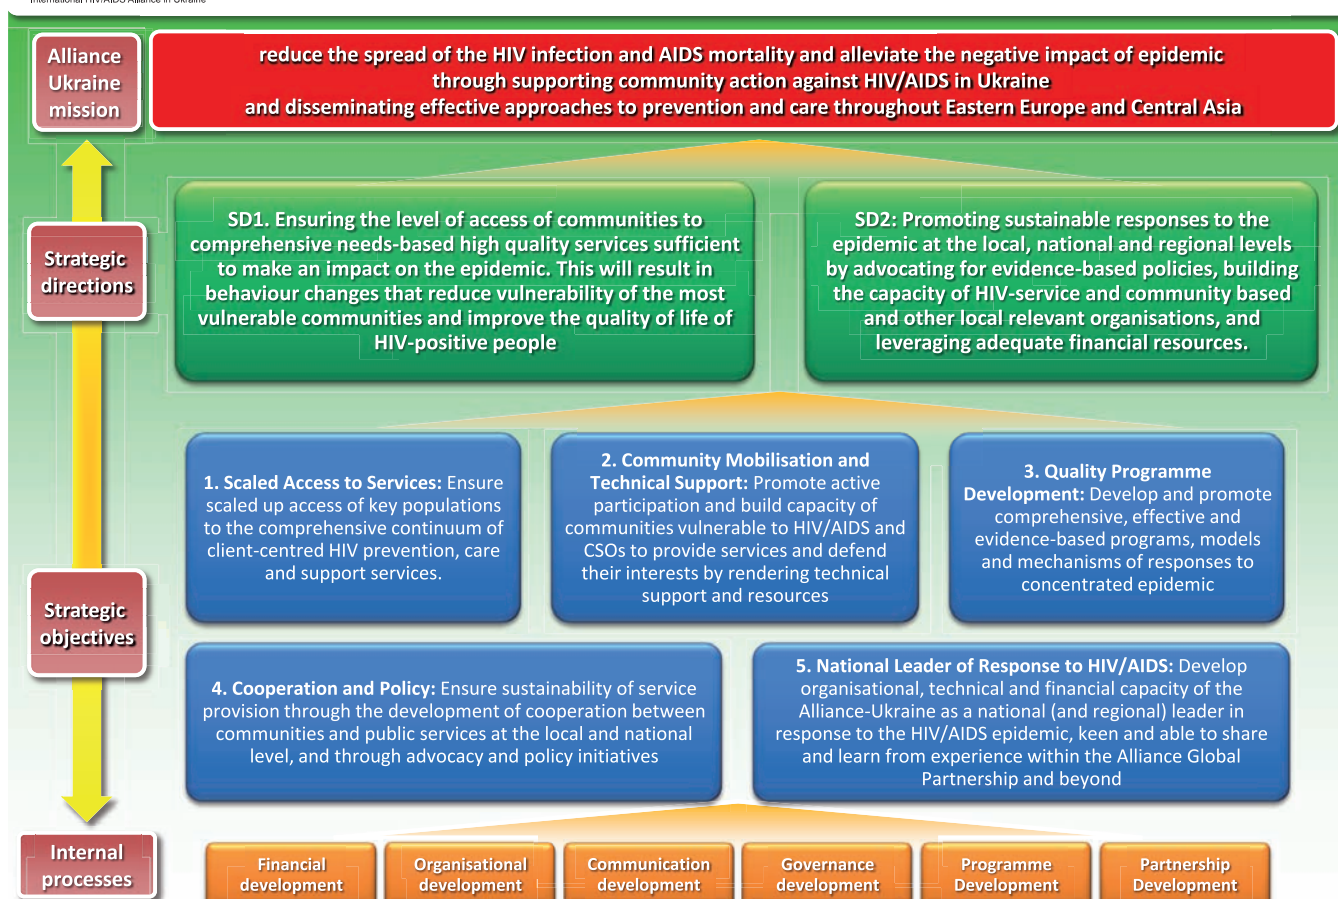 International HIV/AIDS Alliance in Ukraine
Alliance
Ukraine
mission
reduce the spread of the HIV infection and AIDS mortality and alleviate the negative impact of epidemic
through supporting community action against HIV/AIDS in Ukraine
and disseminating effective approaches to prevention and care throughout Eastern Europe and Central Asia
Strategic
directions
SD1. Ensuring the level of access of communities to
comprehensive needs-based high quality services sufficient
to make an impact on the epidemic. This will result in
behaviour changes that reduce vulnerability of the most
vulnerable communities and improve the quality of life of
HIV-positive people
SD2: Promoting sustainable responses to the
epidemic at the local, national and regional levels
by advocating for evidence-based policies, building
the capacity of HIV-service and community based
and other local relevant organisations, and
leveraging adequate financial resources.
Strategic
objectives
1. Scaled Access to Services: Ensure
scaled up access of key populations
to the comprehensive continuum of
client-centred HIV prevention, care
and support services.
2. Community Mobilisation and
Technical Support: Promote active
participation and build capacity of
communities vulnerable to HIV/AIDS and
CSOs to provide services and defend
their interests by rendering technical
support and resources
3. Quality Programme
Development: Develop and promote
comprehensive, effective and
evidence-based programs, models
and mechanisms of responses to
concentrated epidemic
4. Cooperation and Policy: Ensure sustainability of service
provision through the development of cooperation between
communities and public services at the local and national
level, and through advocacy and policy initiatives
5. National Leader of Response to HIV/AIDS: Develop
organisational, technical and financial capacity of the
Alliance-Ukraine as a national (and regional) leader in
response to the HIV/AIDS epidemic, keen and able to share
and learn from experience within the Alliance Global
Partnership and beyond
Internal
processes
Financial
development
Organisational
development
Communication
development
Governance
development
Programme
Development
Partnership
Development